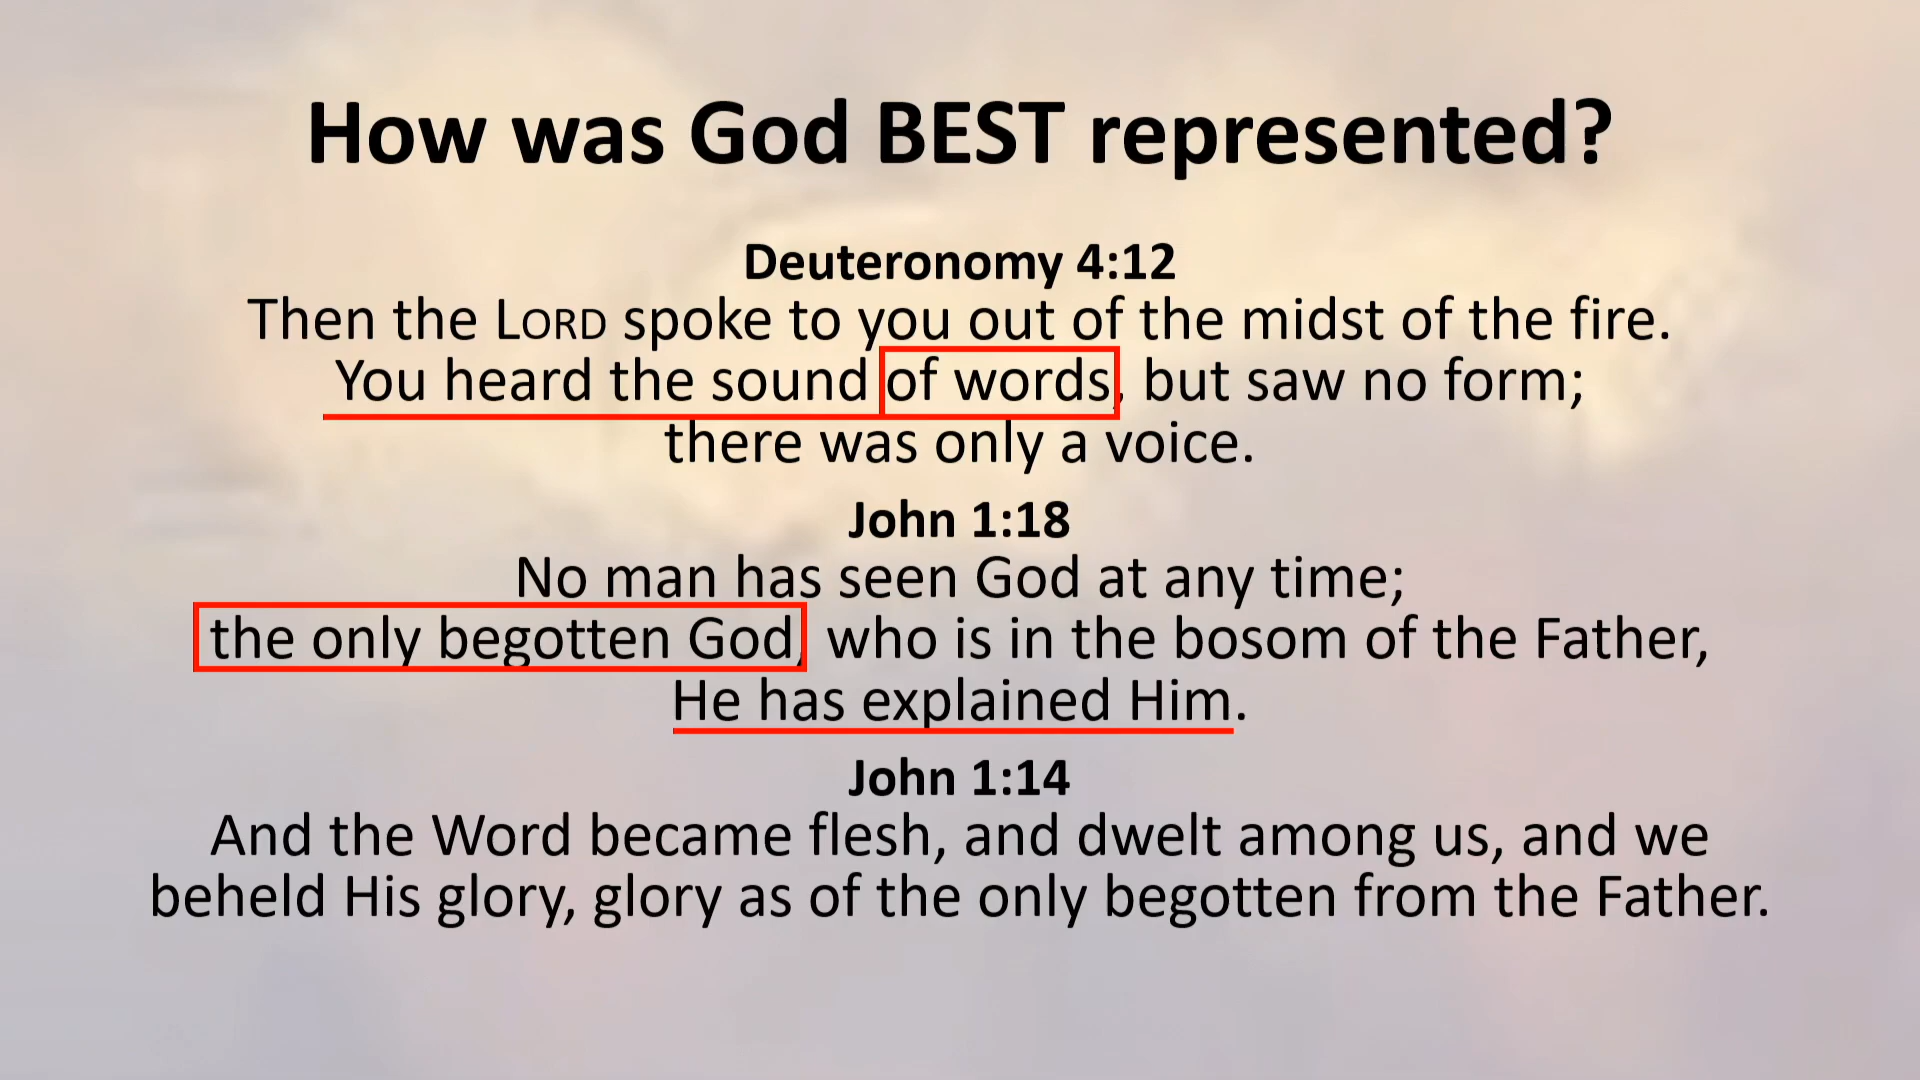 How was God BEST represented?
Deuteronomy 4:12
Then the LORD spoke to you out of the midst of the fire.
You heard the sound of words, but saw no form;
there was only a voice.
John 1:18
No man has seen God at any time;
the only begotten God, who is in the bosom of the Father,
He has explained Him.
John 1:14
And the Word became flesh, and dwelt among us, and we
beheld His glory, glory as of the only begotten from the Father.